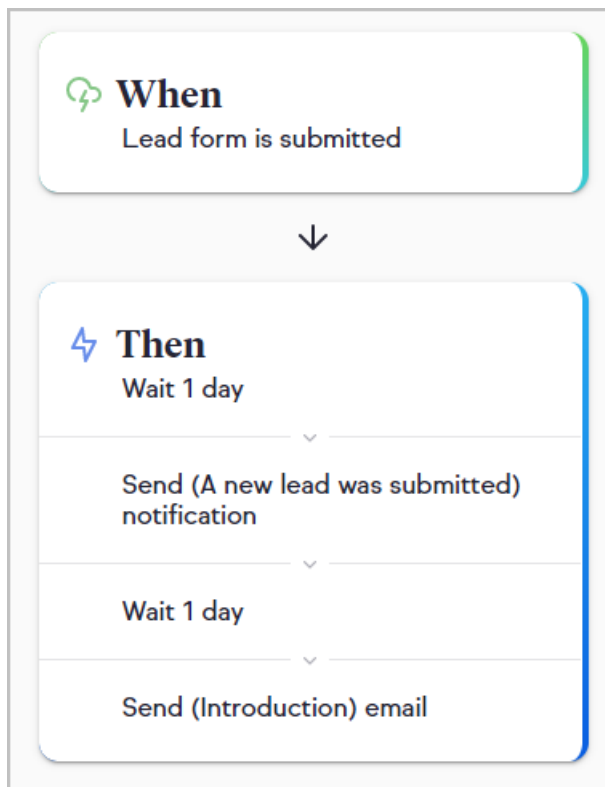 When
Lead form is submitted
Then
Wait 1 day
Send (A new lead was submitted)
notification
Wait 1 day
Send (Introduction) email